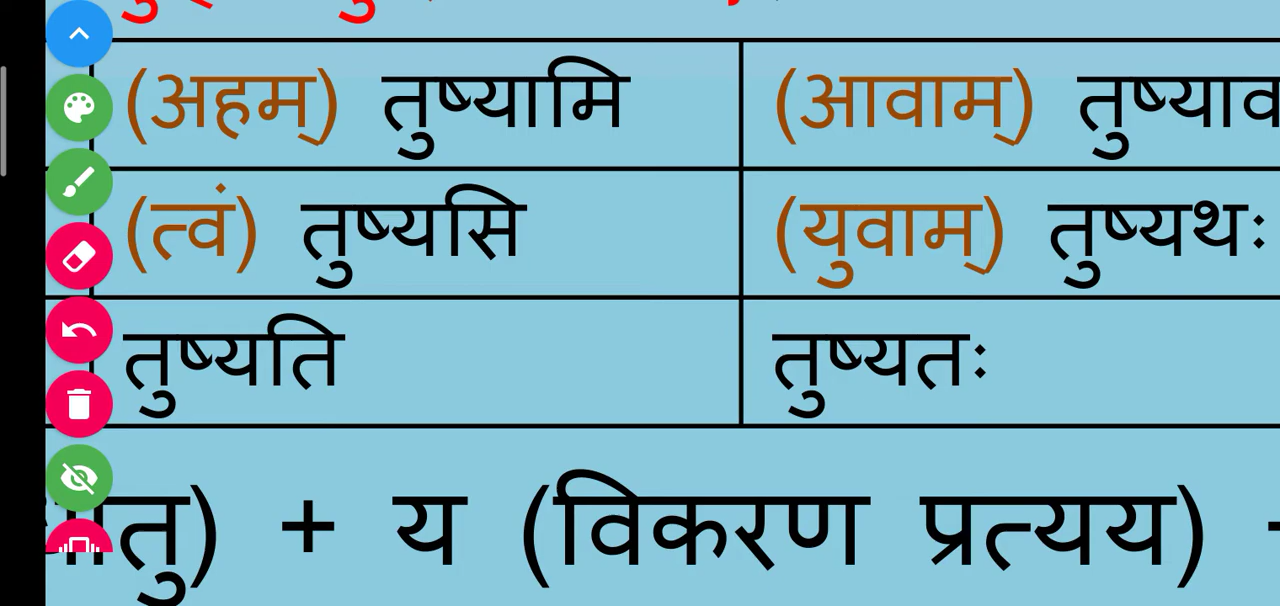 (अहम्) तुष्यामि (आवाम्) तुष्याव
(त्वं) तुष्यसि (युवाम्) तुष्यथः
तुष्यति तुष्यतः
+ य (विकरण प्रत्यय)